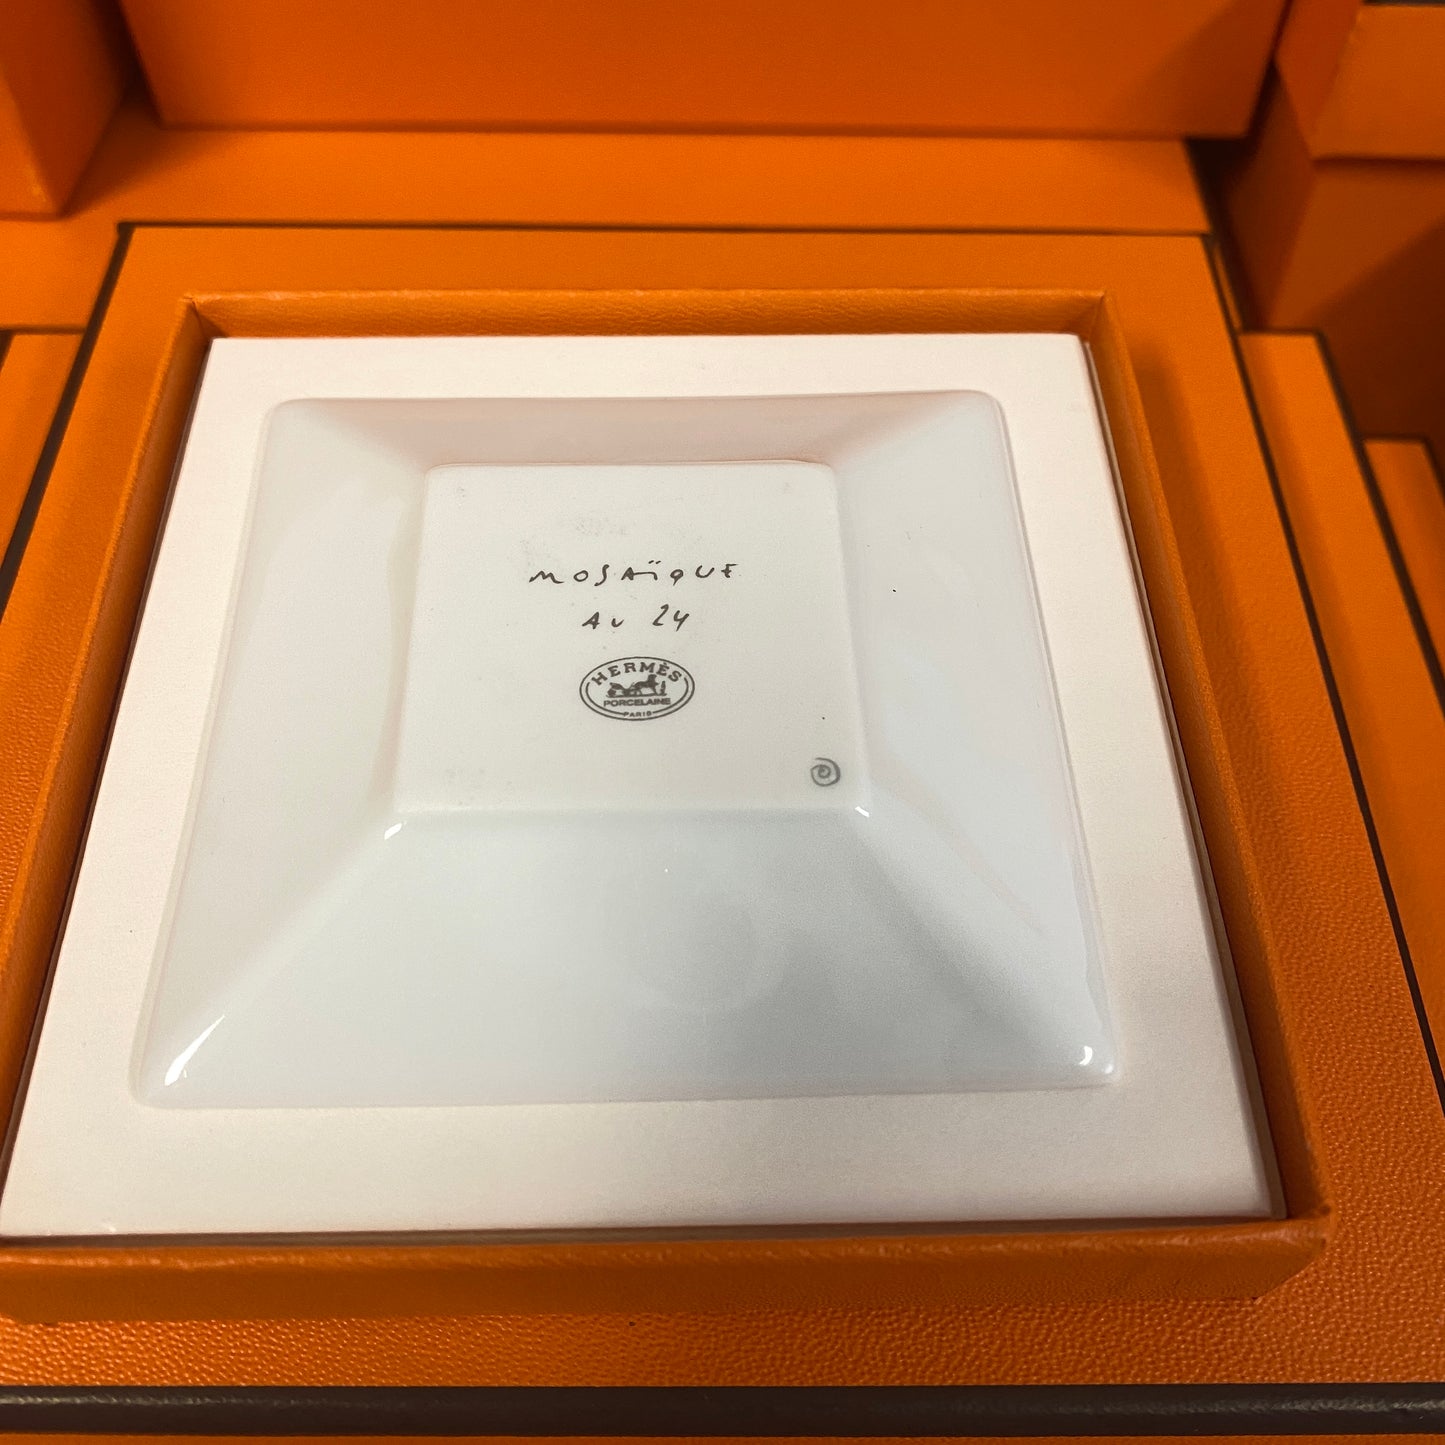 MOSAÏQUE
AU 24
HERMÈS
PORCELAINE
PARIS